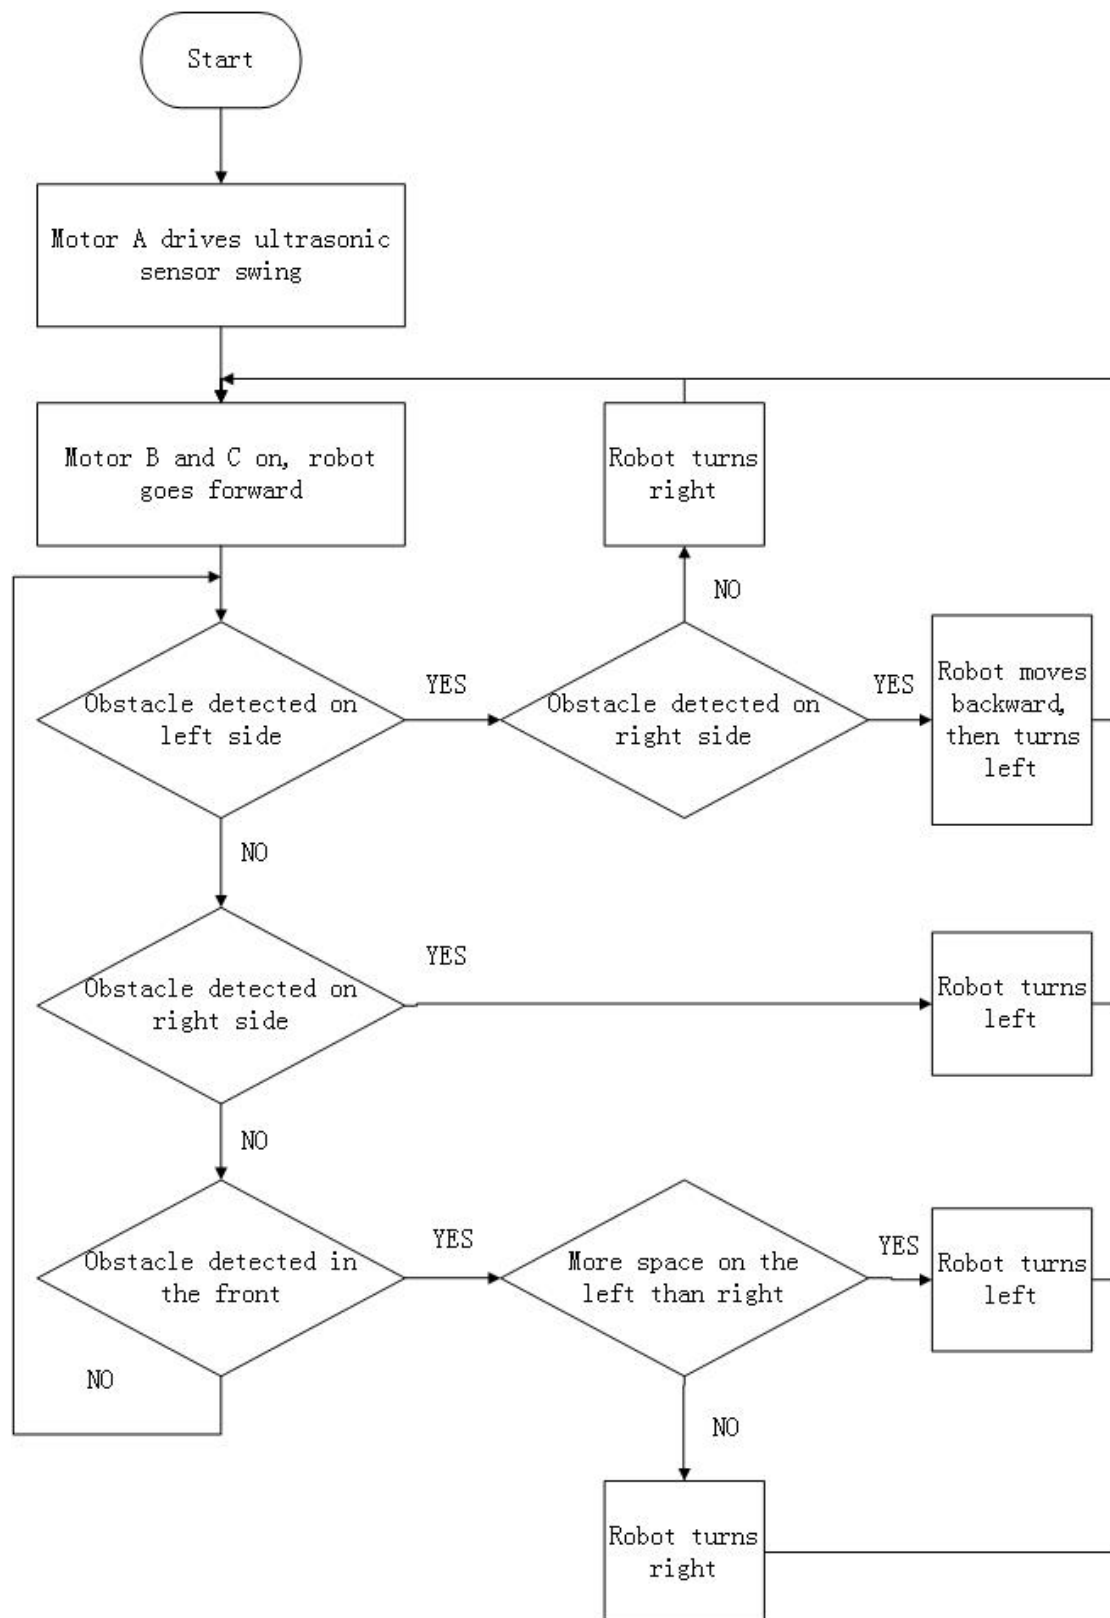 Start
Motor A drives ultrasonic
sensor swing
Motor B and C on, robot
goes forward
Robot turns
right
NO
Obstacle detected on
left side
YES
Obstacle detected on
right side
YES
Robot moves
backward,
then turns
left
NO
Obstacle detected on
right side
YES
Robot turns
left
NO
Obstacle detected in
the front
YES
More space on the
left than right
YES
Robot turns
left
NO
NO
Robot turns
right